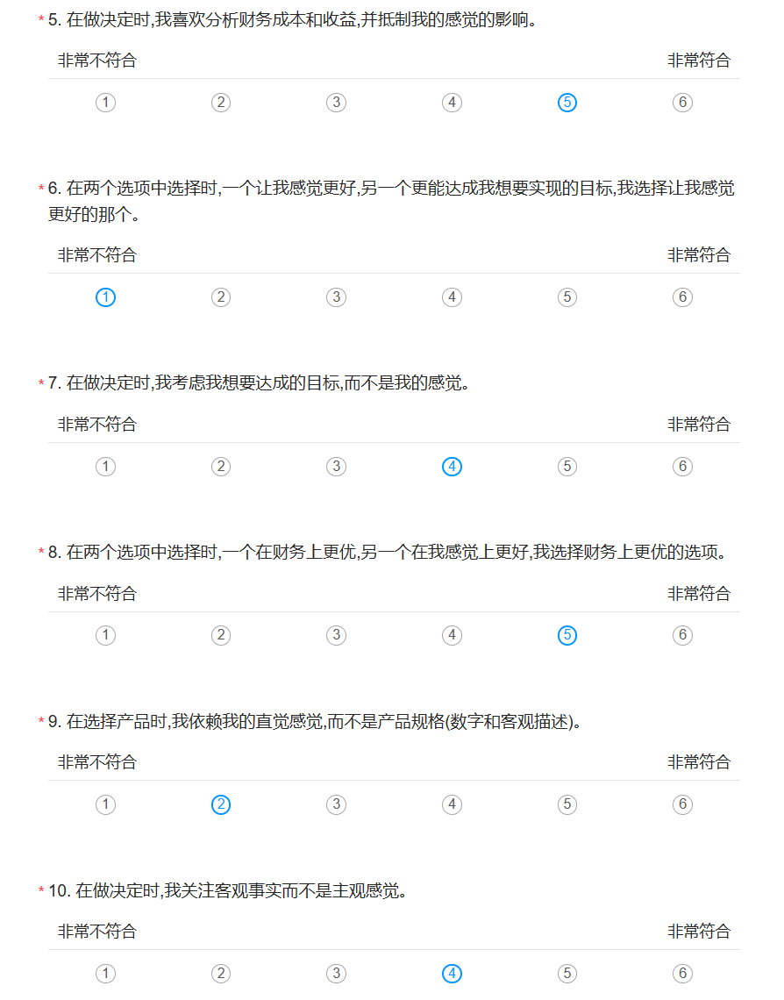 * 5. 在做决定时,我喜欢分析财务成本和收益,并抵制我的感觉的影响。
非常不符合 非常符合
1 2 3 4 5 6
* 6. 在两个选项中选择时,一个让我感觉更好,另一个更能达成我想要实现的目标,我选择让我感觉
更好的那个。
非常不符合 非常符合
1 2 3 4 5 6
* 7. 在做决定时,我考虑我想要达成的目标,而不是我的感觉。
非常不符合 非常符合
1 2 3 4 5 6
* 8. 在两个选项中选择时,一个在财务上更优,另一个在我感觉上更好,我选择财务上更优的选项。
非常不符合 非常符合
1 2 3 4 5 6
* 9. 在选择产品时,我依赖我的直觉感觉,而不是产品规格(数字和客观描述)。
非常不符合 非常符合
1 2 3 4 5 6
* 10. 在做决定时,我关注客观事实而不是主观感觉。
非常不符合 非常符合
1 2 3 4 5 6